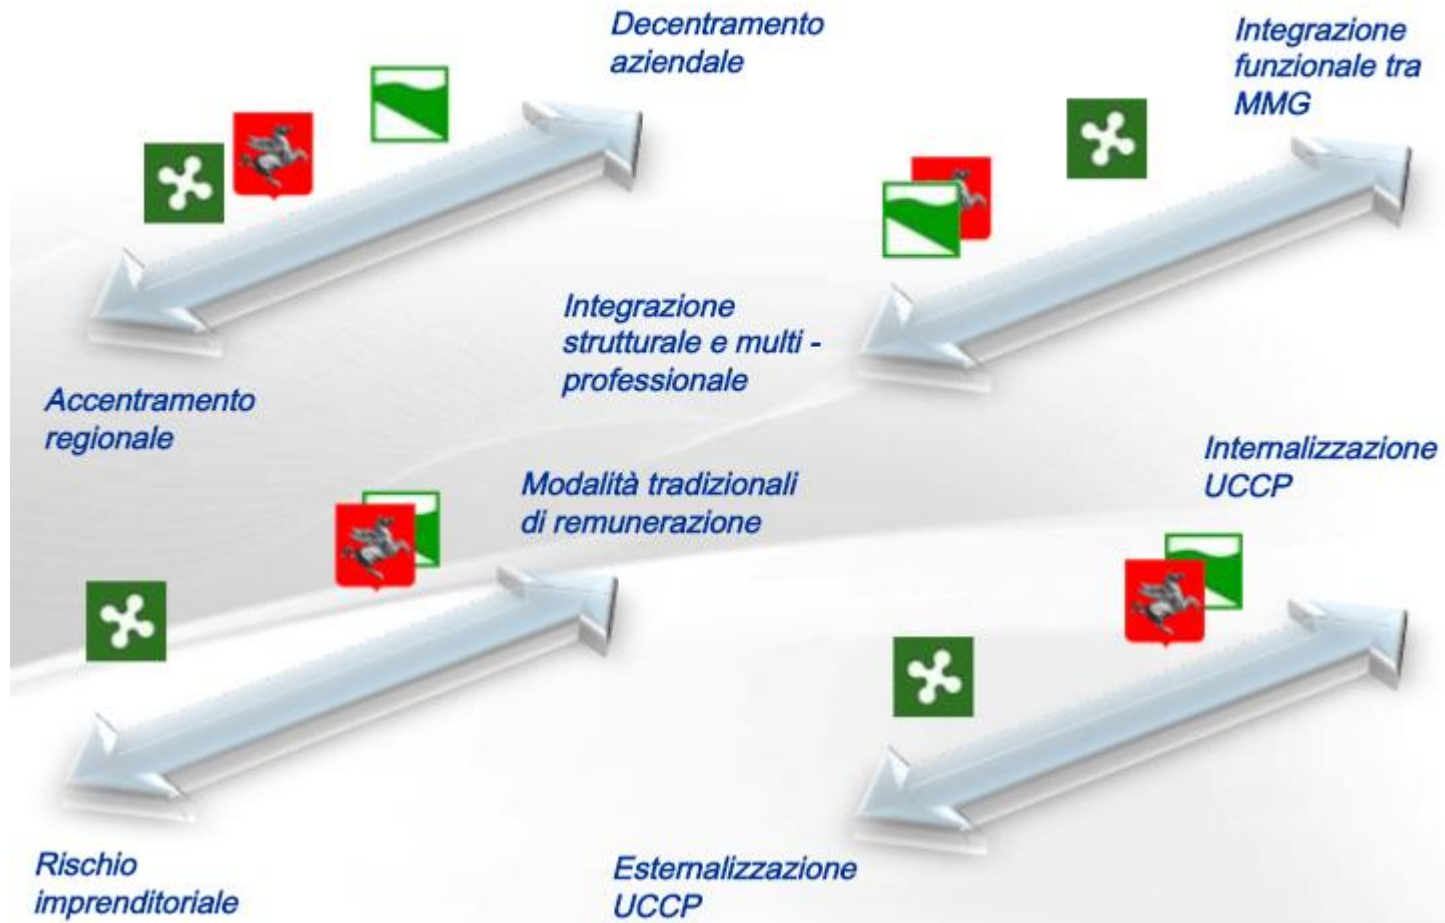 Decentramento
aziendale
Integrazione
funzionale tra
MMG
Accentramento
regionale
Integrazione
strutturale e multi -
professionale
Modalità tradizionali
di remunerazione
Internalizzazione
UCCP
Rischio
imprenditoriale
Esternalizzazione
UCCP